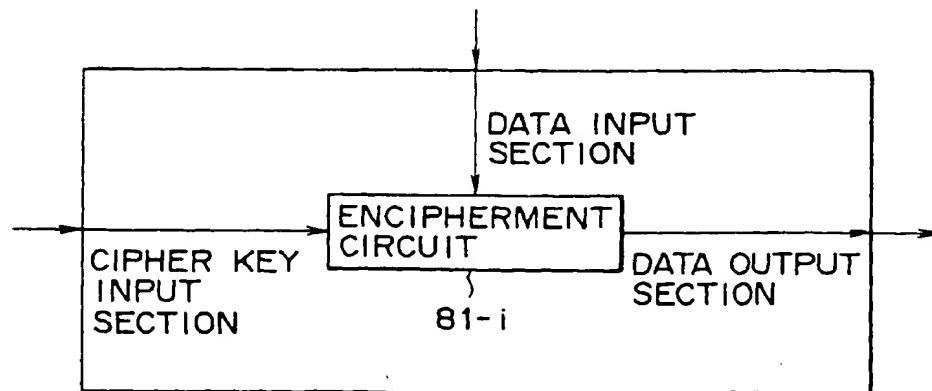 DATA INPUT
SECTION
ENCIPHERMENT
CIRCUIT
CIPHER KEY
INPUT
SECTION
DATA OUTPUT
SECTION
81-i